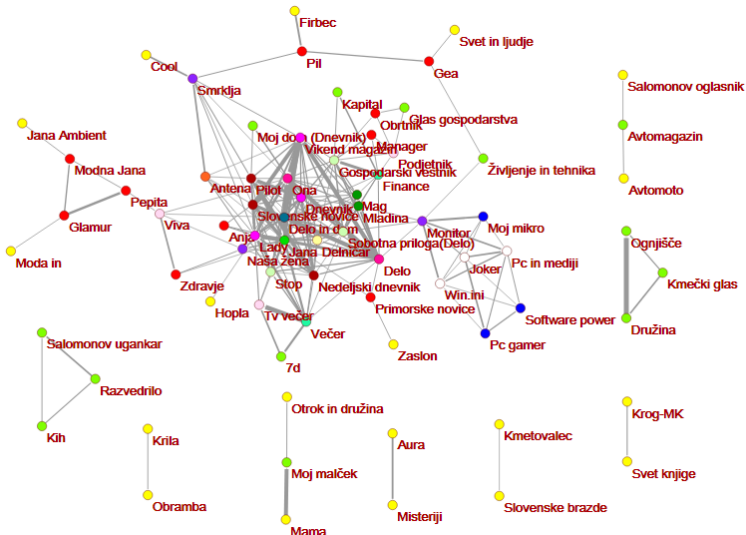 Firbec
Svet in ljudje
Pil
Gea
Cool
Smrklja
Salomonov oglasnik
Kapital
Glas gospodarstva
Obrtnik
Jana Ambient
Moj dom (Dnevnik)
Avtomagazin
Vikend magazin
Manager
Modna Jana
Gospodarski vestnik
Podjetnik
Življenje in tehnika
Antena
Pilot
Ona
Finance
Avtomoto
Pepita
Dnevnik
Mag
Slovenske novice
Mladina
Glamur
Viva
Delo in dom
Monitor
Moj mikro
Anja
Lady
Jana
Delničar
Sobotna priloga(Delo)
Ognjišče
Moda in
Naša žena
Delo
Joker
Pc in mediji
Zdravje
Stop
Nedeljski dnevnik
Win.ini
Kmečki glas
Hopla
Tv večer
Primorske novice
Software power
Družina
Večer
Salomonov ugankar
Zaslon
Pc gamer
7d
Razvedrilo
Otrok in družina
Krog-MK
Kih
Krila
Aura
Kmetovalec
Moj malček
Svet knjige
Obramba
Misteriji
Slovenske brazde
Mama